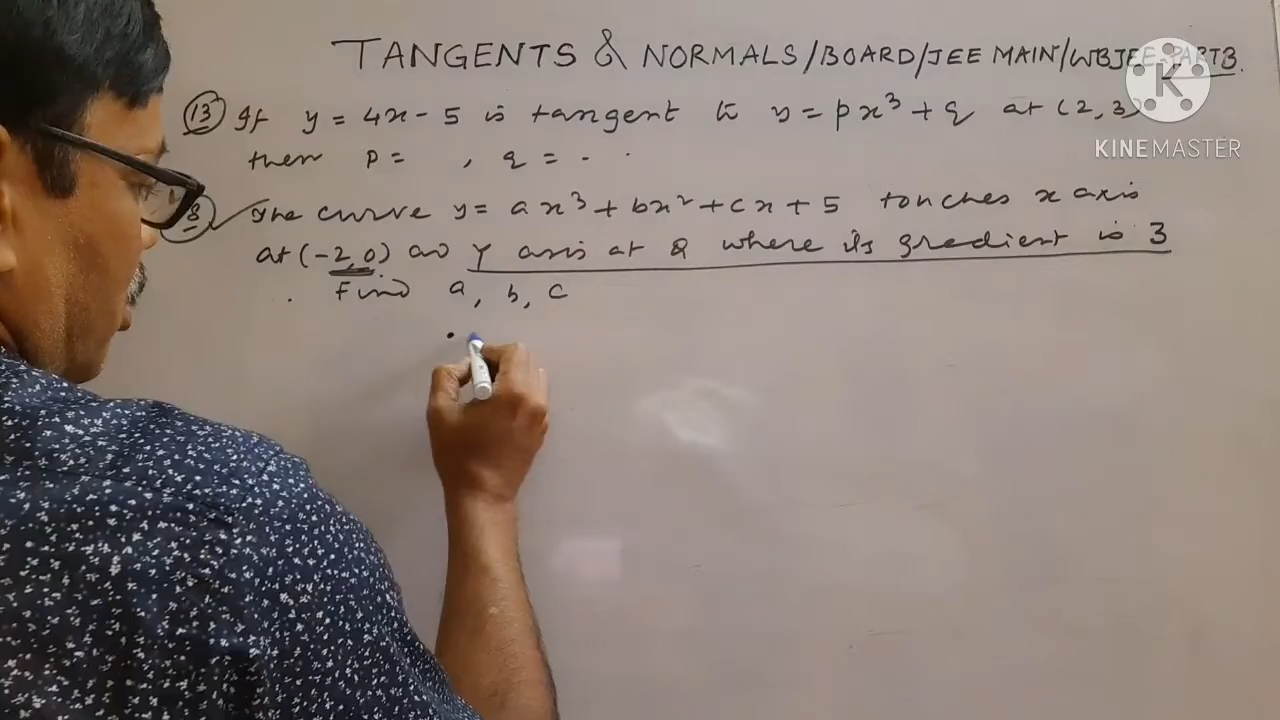 TANGENTS & NORMALS/BOARD/JEE MAIN/WBJEE-PART3.
K
KINEMASTER
13 If y = 4x - 5 is tangent to y = px³ + q at (2, 3)
then p = , q = - .
8 The curve y = ax³ + bx² + cx + 5 touches x axis
at (-2, 0) and Y axis at Q where its gradient is 3
. Find a, b, c